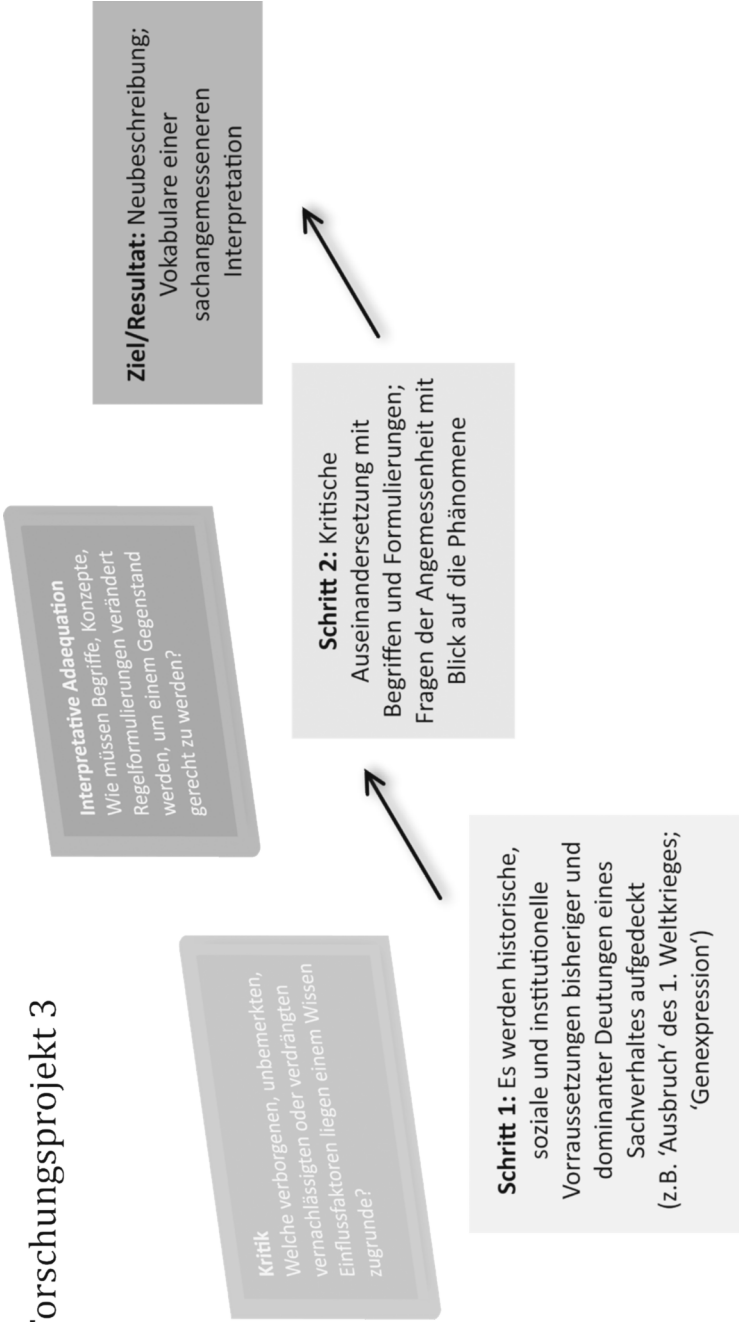 orschungsprojekt 3
Kritik
Welche verborgenen, unbemerkten,
vernachlässigten oder verdrängten
Einflussfaktoren liegen einem Wissen
zugrunde?
Interpretative Adaequation
Wie müssen Begriffe, Konzepte,
Regelformulierungen verändert
werden, um einem Gegenstand
gerecht zu werden?
Schritt 1: Es werden historische,
soziale und institutionelle
Vorraussetzungen bisheriger und
dominanter Deutungen eines
Sachverhaltes aufgedeckt
(z.B. ‘Ausbruch‘ des 1. Weltkrieges;
‘Genexpression‘)
Schritt 2: Kritische
Auseinandersetzung mit
Begriffen und Formulierungen;
Fragen der Angemessenheit mit
Blick auf die Phänomene
Ziel/Resultat: Neubeschreibung;
Vokabulare einer
sachangemesseneren
Interpretation